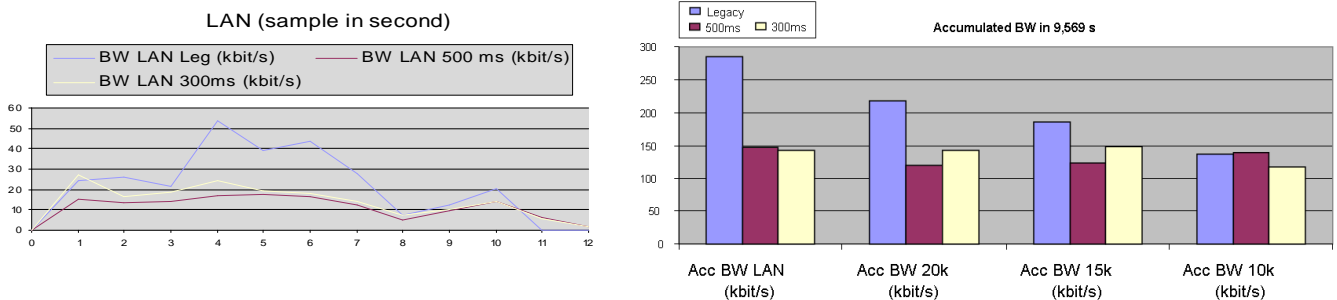 LAN (sample in second)
BW LAN Leg (kbit/s) BW LAN 500 ms (kbit/s)
BW LAN 300ms (kbit/s)
60
50
40
30
20
10
0
0 1 2 3 4 5 6 7 8 9 10 11 12
Legacy
500ms 300ms
Accumulated BW in 9,569 s
300
250
200
150
100
50
0
Acc BW LAN Acc BW 20k Acc BW 15k Acc BW 10k
(kbit/s) (kbit/s) (kbit/s) (kbit/s)